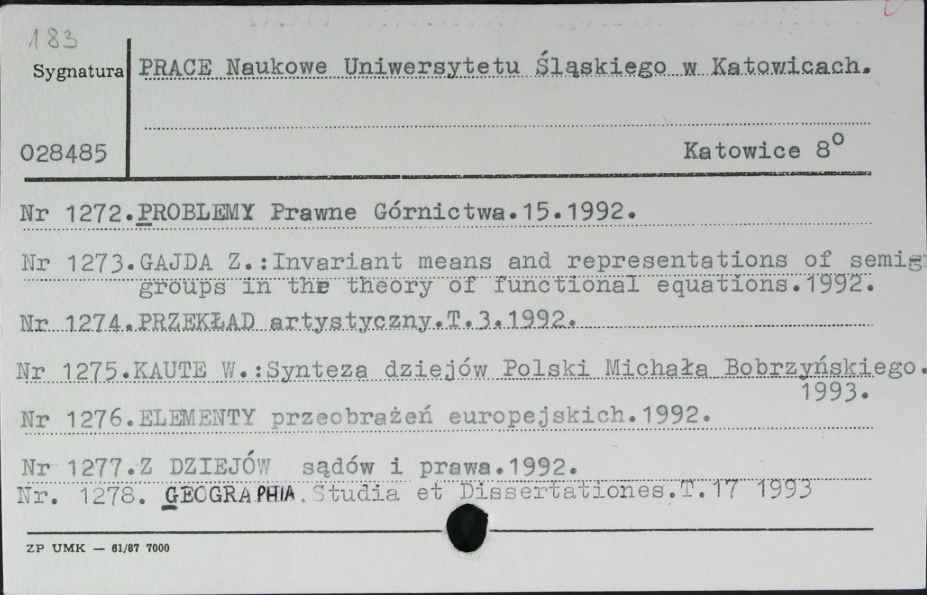 183
Sygnatura
PRACE Naukowe Uniwersytetu Śląskiego w Katowicach.
028485
Katowice 8°
Nr 1272.PROBLEMY Prawne Górnictwa.15.1992.
Nr 1273.GAJDA Z.:Invariant means and representations of semig
groups in the theory of functional equations.1992.
Nr 1274.PRZEKŁAD artystyczny.T.3.1992.
Nr 1275.KAUTE W.:Synteza dziejów Polski Michała Bobrzyńskiego.
1993.
Nr 1276.ELEMENTY przeobrażeń europejskich.1992.
Nr 1277.Z DZIEJÓW sądów i prawa.1992.
Nr. 1278. GEOGRAPHIA.Studia et Dissertationes.T.17 1993
ZP UMK — 61/87 7000